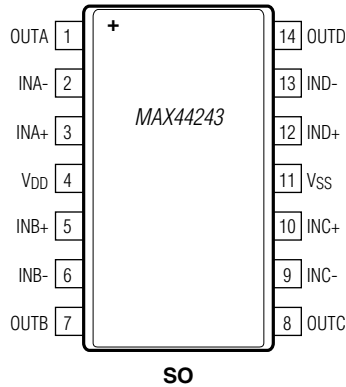 +
OUTA 1 14 OUTD
INA- 2 13 IND-
MAX44243
INA+ 3 12 IND+
VDD 4 11 VSS
INB+ 5 10 INC+
INB- 6 9 INC-
OUTB 7 8 OUTC
SO